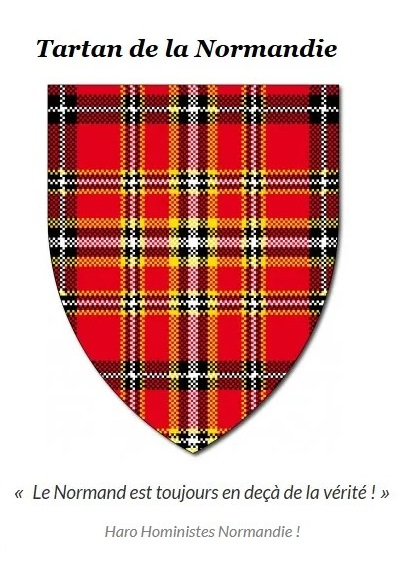 Tartan de la Normandie
«  Le Normand est toujours en deçà de la vérité ! »
Haro Hoministes Normandie !